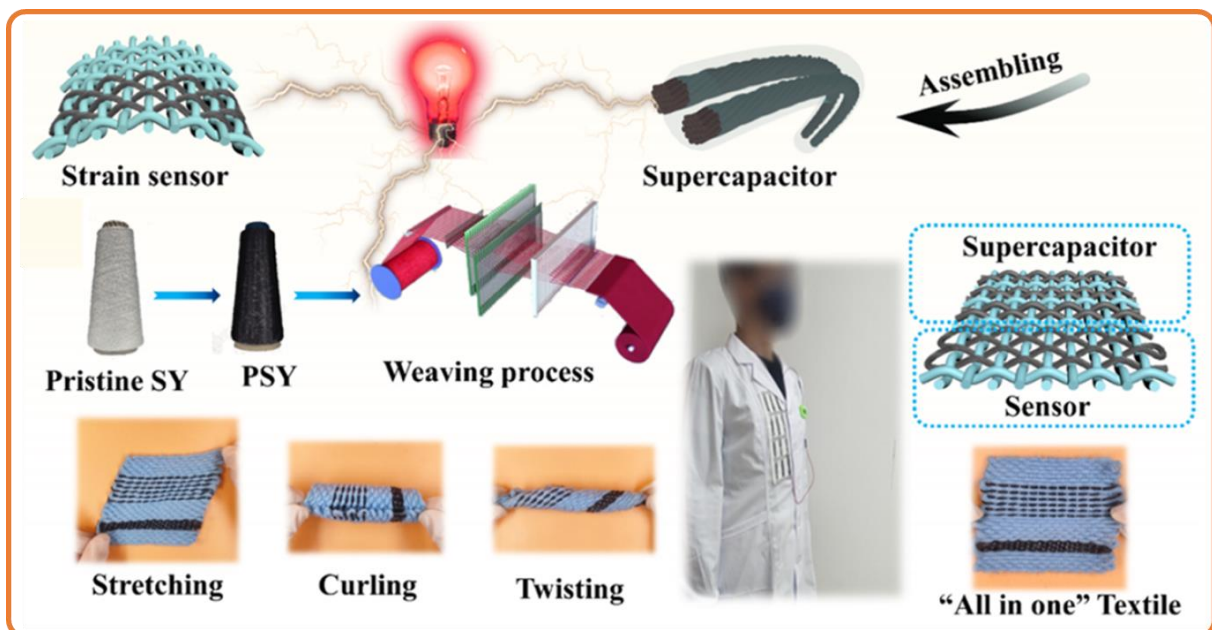 Assembling
Strain sensor
Supercapacitor
Supercapacitor
Pristine SY
PSY
Weaving process
Sensor
Stretching
Curling
Twisting
“All in one” Textile